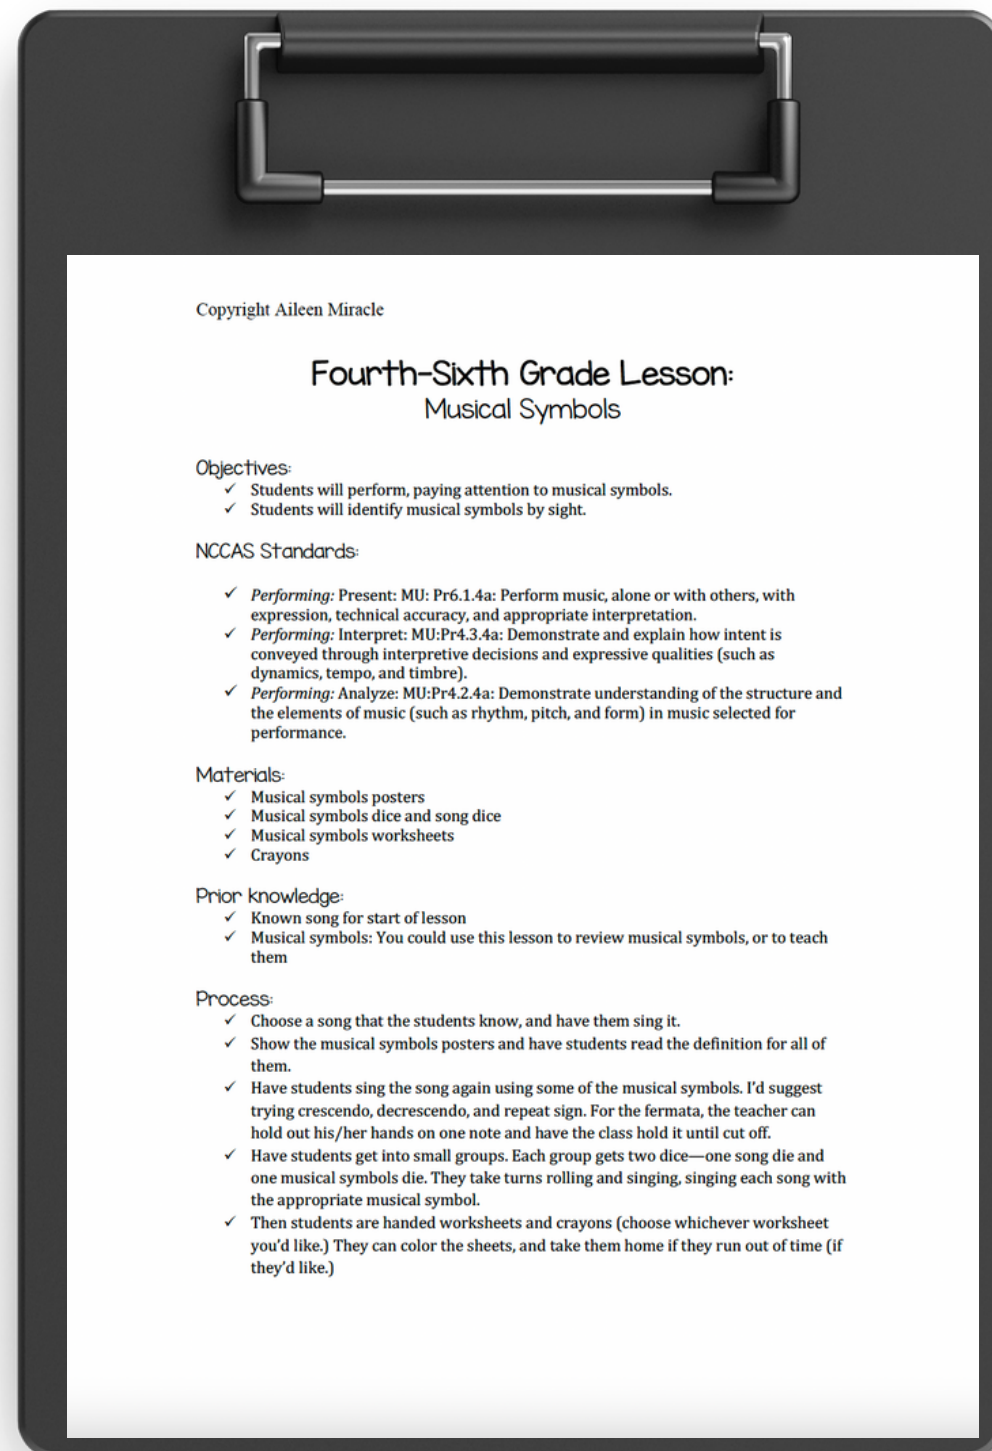 Copyright Aileen Miracle
Fourth-Sixth Grade Lesson:
Musical Symbols
Objectives:
✓ Students will perform, paying attention to musical symbols.
✓ Students will identify musical symbols by sight.
NCCAS Standards:
✓ Performing: Present: MU: Pr6.1.4a: Perform music, alone or with others, with
expression, technical accuracy, and appropriate interpretation.
✓ Performing: Interpret: MU:Pr4.3.4a: Demonstrate and explain how intent is
conveyed through interpretive decisions and expressive qualities (such as
dynamics, tempo, and timbre).
✓ Performing: Analyze: MU:Pr4.2.4a: Demonstrate understanding of the structure and
the elements of music (such as rhythm, pitch, and form) in music selected for
performance.
Materials:
✓ Musical symbols posters
✓ Musical symbols dice and song dice
✓ Musical symbols worksheets
✓ Crayons
Prior knowledge:
✓ Known song for start of lesson
✓ Musical symbols: You could use this lesson to review musical symbols, or to teach
them
Process:
✓ Choose a song that the students know, and have them sing it.
✓ Show the musical symbols posters and have students read the definition for all of
them.
✓ Have students sing the song again using some of the musical symbols. I'd suggest
trying crescendo, decrescendo, and repeat sign. For the fermata, the teacher can
hold out his/her hands on one note and have the class hold it until cut off.
✓ Have students get into small groups. Each group gets two dice—one song die and
one musical symbols die. They take turns rolling and singing, singing each song with
the appropriate musical symbol.
✓ Then students are handed worksheets and crayons (choose whichever worksheet
you'd like.) They can color the sheets, and take them home if they run out of time (if
they'd like.)